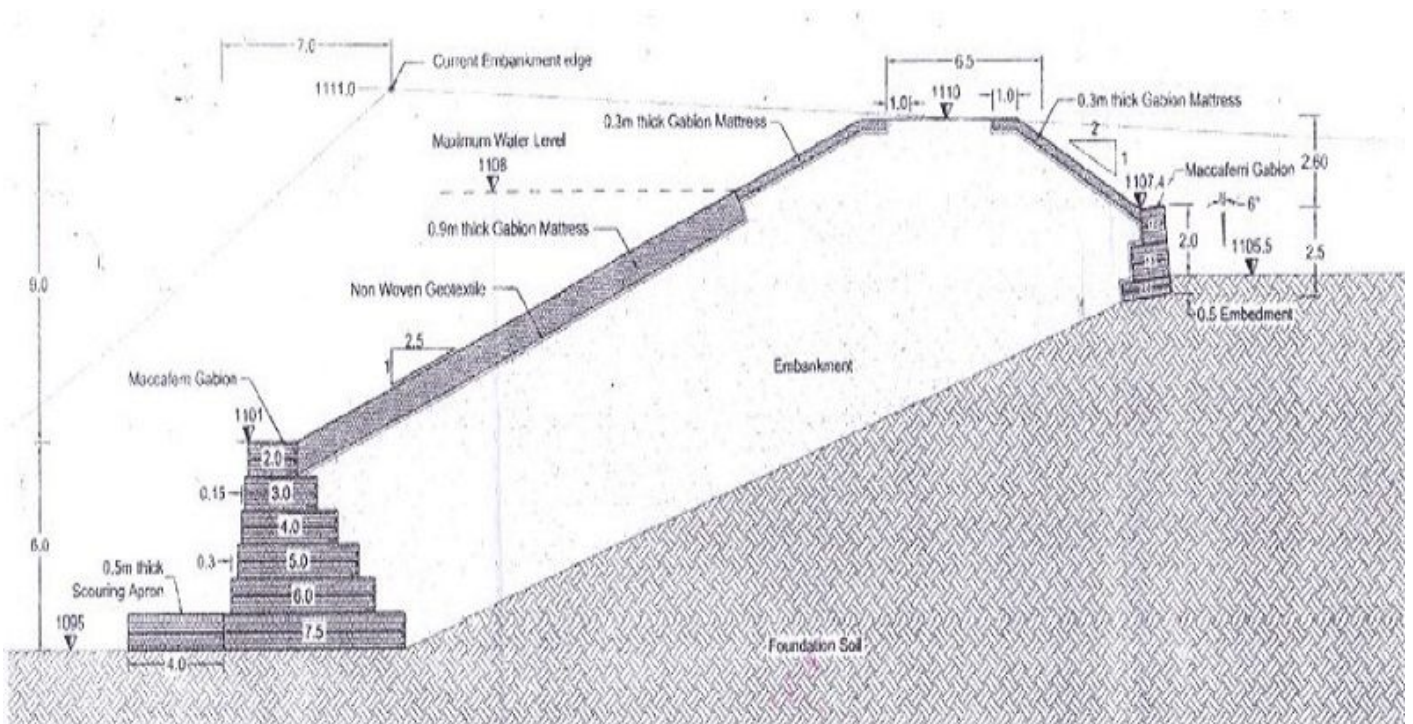 7.0
Current Embankment edge
1111.0
6.5
1.0
1110
1.0
0.3m thick Gabion Mattress
0.3m thick Gabion Mattress
2
1
Maccaferri Gabion
2.60
Maximum Water Level
1108
1107.4
6°
2.0
1105.5
2.5
0.9m thick Gabion Mattress
9.0
Non Woven Geotextile
0.5 Embedment
2.5
1
Embankment
Maccaferri Gabion
1101
2.0
0.15
3.0
4.0
6.0
0.3
5.0
0.5m thick
Scouring Apron
6.0
7.5
1095
4.0
Foundation Soil